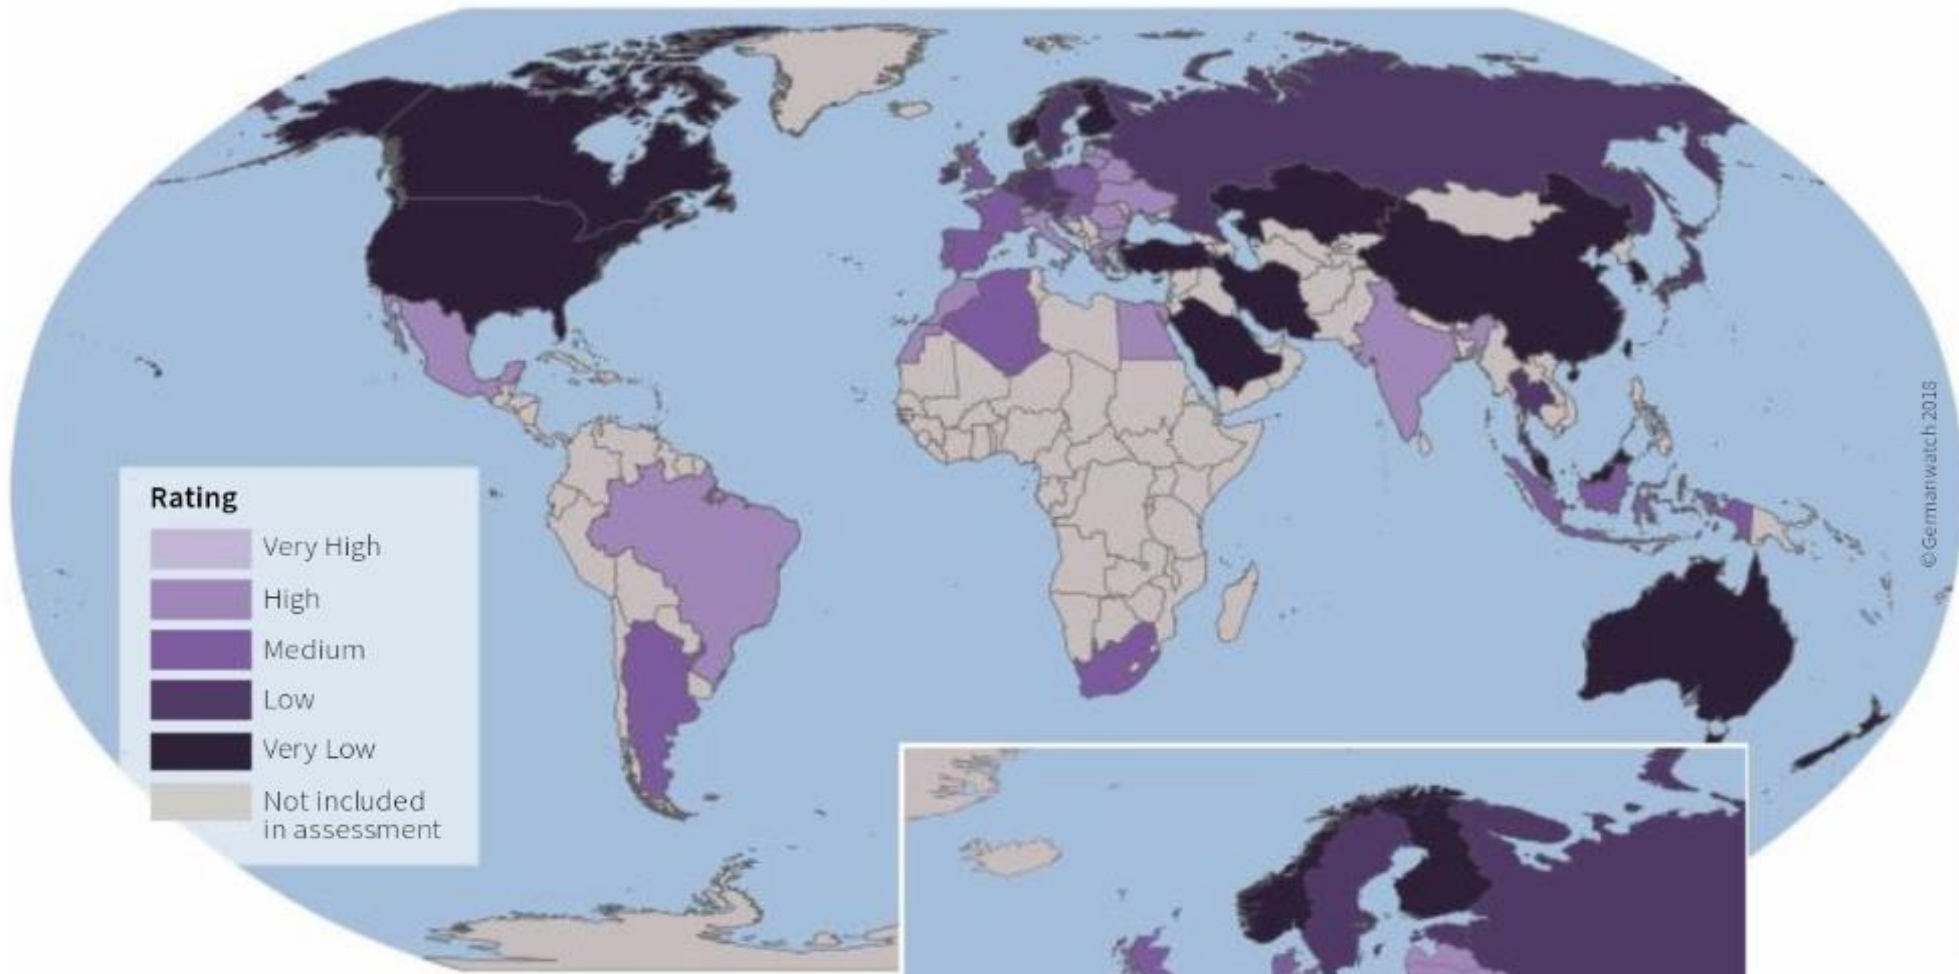 Rating
Very High
High
Medium
Low
Very Low
Not included
in assessment
©Germanwatch 2018